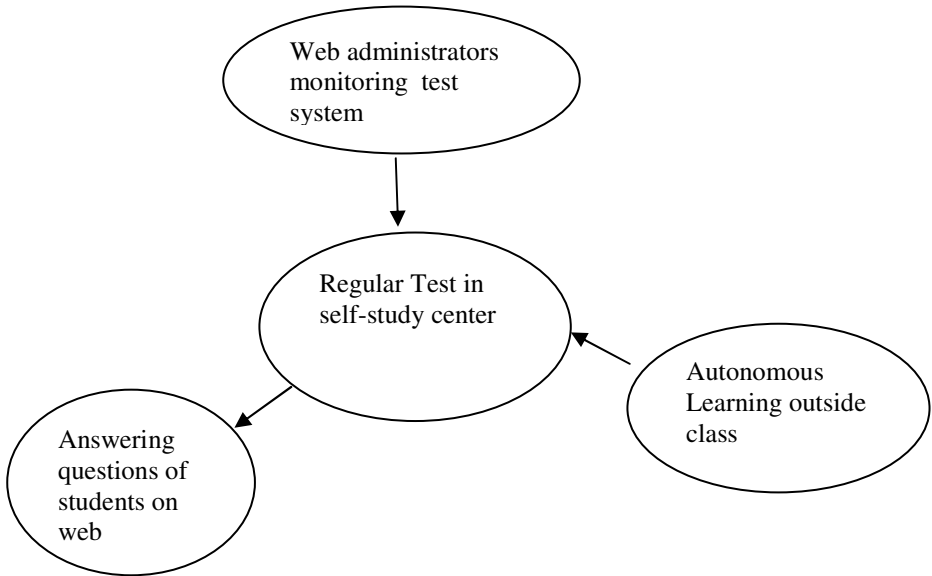 Web administrators
monitoring test
system
Regular Test in
self-study center
Autonomous
Learning outside
class
Answering
questions of
students on
web